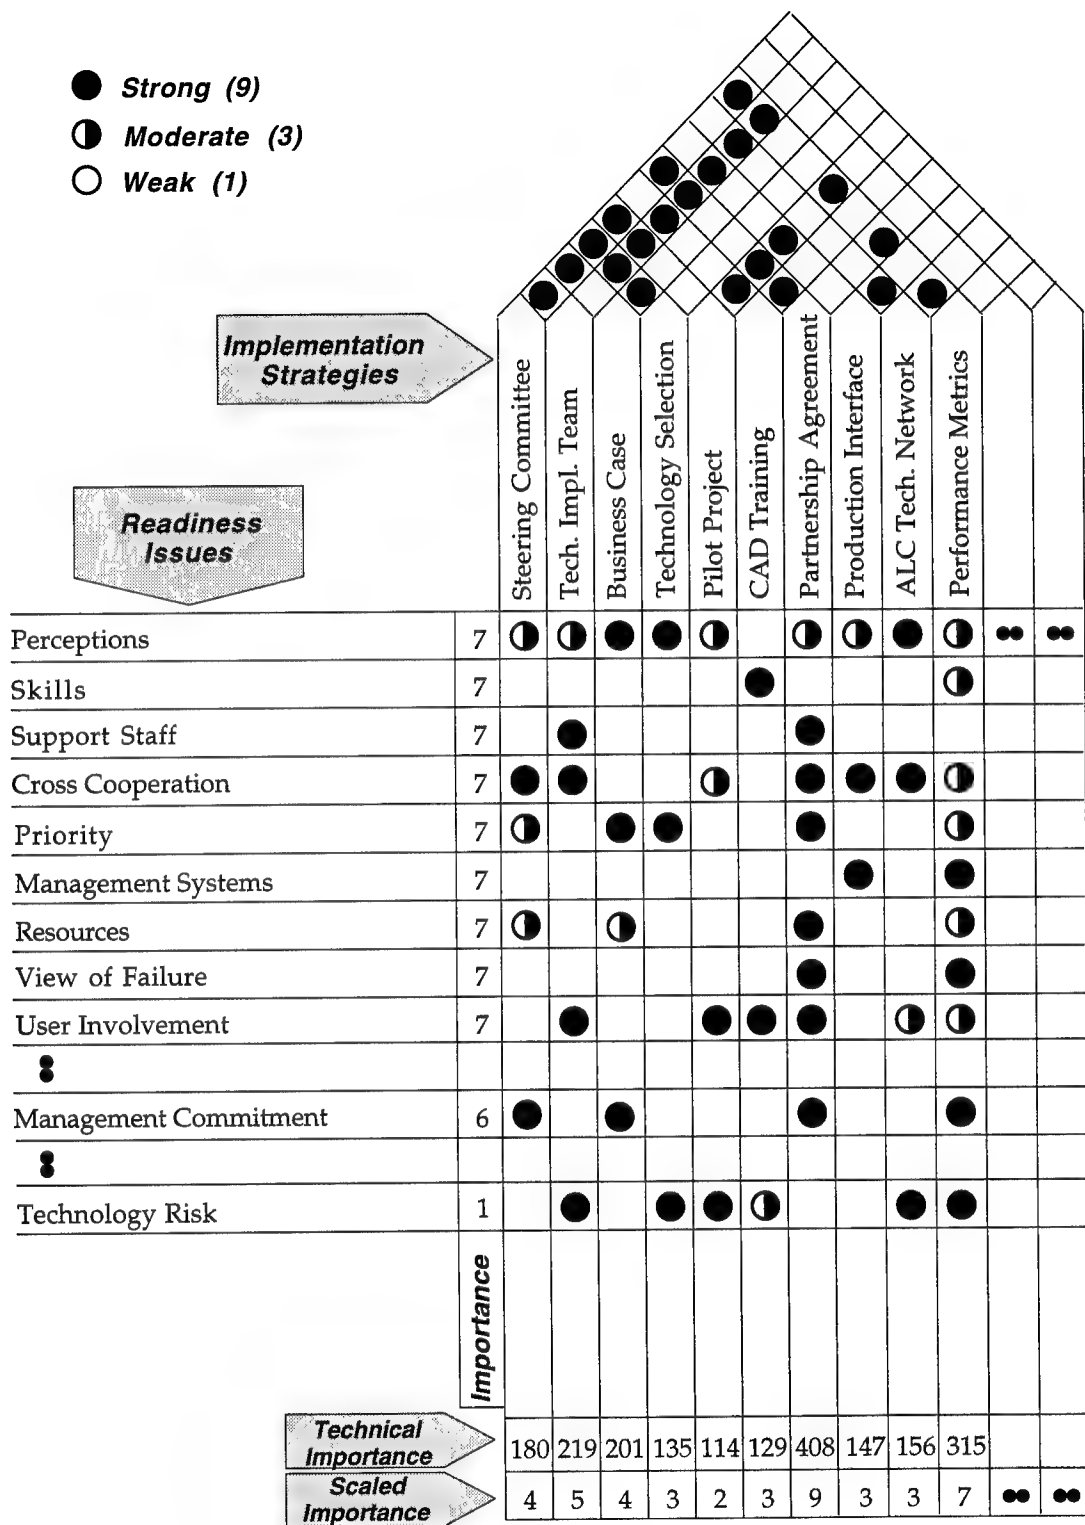 Strong (9)
Moderate (3)
Weak (1)
Implementation
Strategies
Readiness
Issues
Steering Committee
Tech. Impl. Team
Business Case
Technology Selection
Pilot Project
CAD Training
Partnership Agreement
Production Interface
ALC Tech. Network
Performance Metrics
Perceptions 7
Skills 7
Support Staff 7
Cross Cooperation 7
Priority 7
Management Systems 7
Resources 7
View of Failure 7
User Involvement 7
Management Commitment 6
Technology Risk 1
Importance
Technical
Importance
180 219 201 135 114 129 408 147 156 315
Scaled
Importance
4 5 4 3 2 3 9 3 3 7